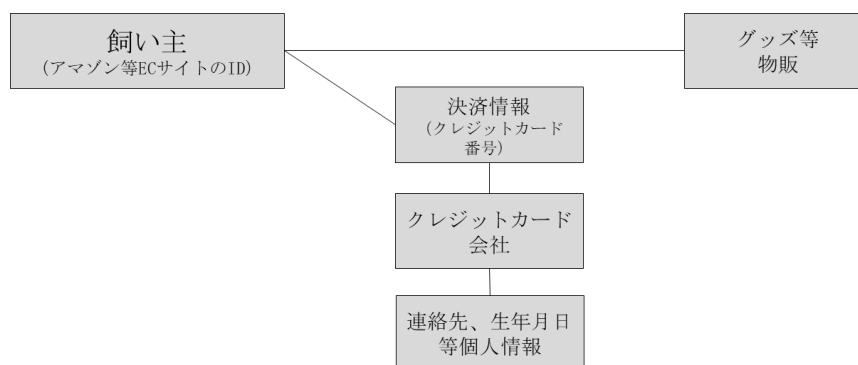 飼い主
(アマゾン等ECサイトのID)
グッズ等
物販
決済情報
(クレジットカード
番号)
クレジットカード
会社
連絡先、生年月日
等個人情報